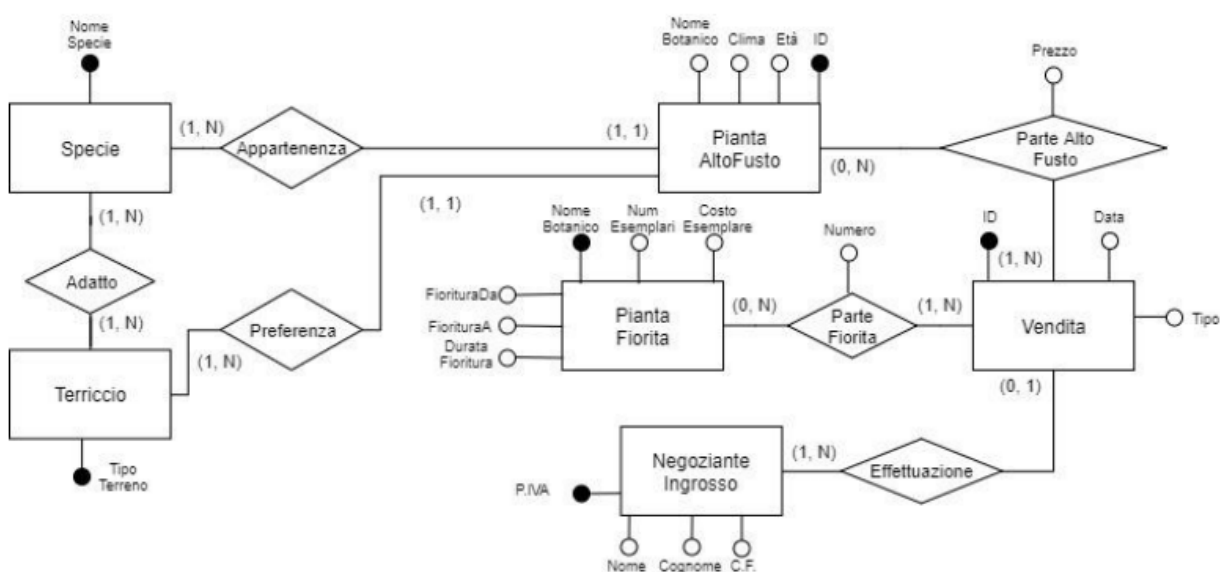 Nome
Specie
Nome
Botanico
Clima
Età
ID
Prezzo
Specie
(1, N)
Appartenenza
(1, 1)
Pianta
AltoFusto
(0, N)
Parte Alto
Fusto
(1, N)
(1, 1)
Nome
Botanico
Num
Esemplari
Costo
Esemplare
Numero
ID
(1, N)
Data
Adatto
(1, N)
Preferenza
(1, N)
FiorituraDa
FiorituraA
Durata
Fioritura
Pianta
Fiorita
(0, N)
Parte
Fiorita
(1, N)
Vendita
Tipo
(0, 1)
Terriccio
Tipo
Terreno
P.IVA
Negoziante
Ingrosso
(1, N)
Effettuazione
Nome
Cognome
C.F.